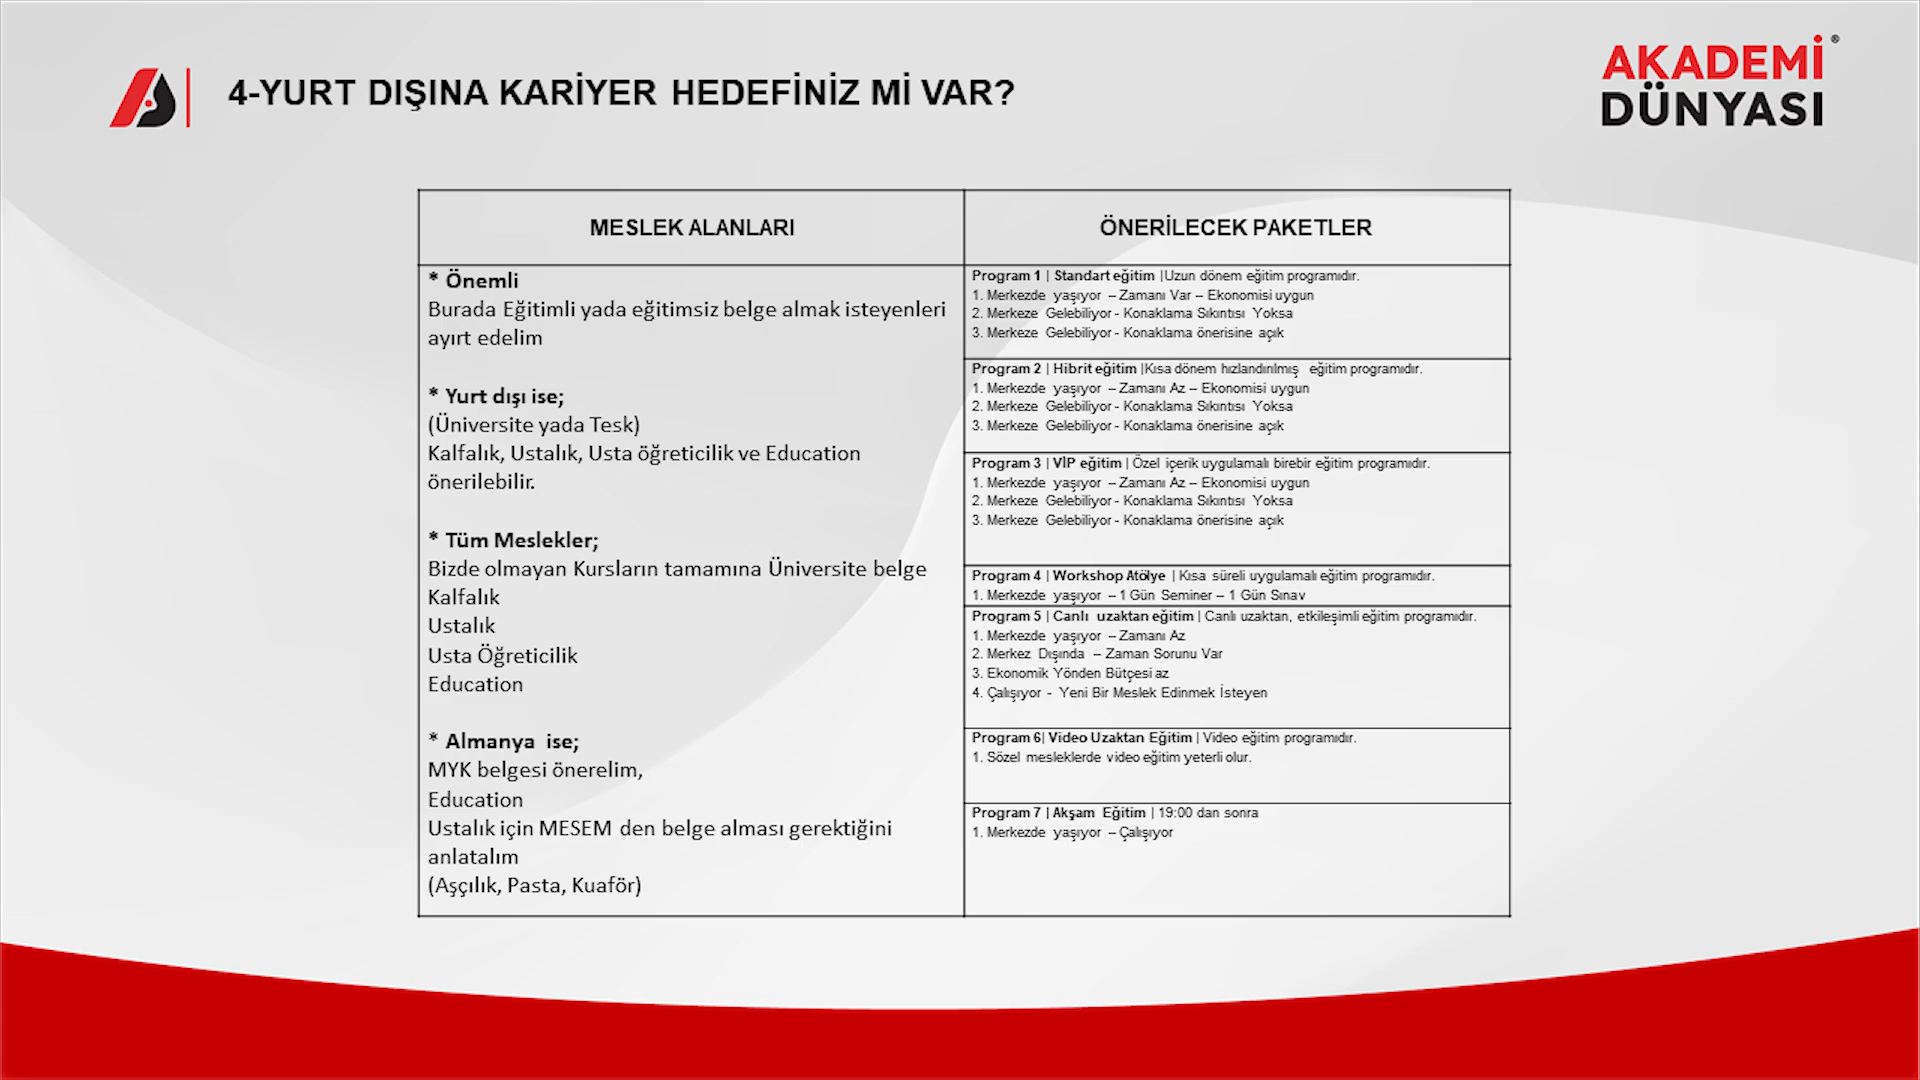 4-YURT DIŞINA KARİYER HEDEFİNİZ Mİ VAR?
AKADEMİ
DÜNYASI
®
MESLEK ALANLARI
* Önemli
Burada Eğitimli yada eğitimsiz belge almak isteyenleri
ayırt edelim
* Yurt dışı ise;
(Üniversite yada Tesk)
Kalfalık, Ustalık, Usta öğreticilik ve Education
önerilebilir.
* Tüm Meslekler;
Bizde olmayan Kursların tamamına Üniversite belge
Kalfalık
Ustalık
Usta Öğreticilik
Education
* Almanya ise;
MYK belgesi önerelim,
Education
Ustalık için MESEM den belge alması gerektiğini
anlatalım
(Aşçılık, Pasta, Kuaför)
ÖNERİLECEK PAKETLER
Program 1 | Standart eğitim |Uzun dönem eğitim programıdır.
1. Merkezde yaşıyor – Zamanı Var – Ekonomisi uygun
2. Merkeze Gelebiliyor - Konaklama Sıkıntısı Yoksa
3. Merkeze Gelebiliyor - Konaklama önerisine açık
Program 2 | Hibrit eğitim |Kısa dönem hızlandırılmış eğitim programıdır.
1. Merkezde yaşıyor – Zamanı Az – Ekonomisi uygun
2. Merkeze Gelebiliyor - Konaklama Sıkıntısı Yoksa
3. Merkeze Gelebiliyor - Konaklama önerisine açık
Program 3 | VİP eğitim | Özel içerik uygulamalı birebir eğitim programıdır.
1. Merkezde yaşıyor – Zamanı Az – Ekonomisi uygun
2. Merkeze Gelebiliyor - Konaklama Sıkıntısı Yoksa
3. Merkeze Gelebiliyor - Konaklama önerisine açık
Program 4 | Workshop Atölye | Kısa süreli uygulamalı eğitim programıdır.
1. Merkezde yaşıyor – 1 Gün Seminer – 1 Gün Sınav
Program 5 | Canlı uzaktan eğitim | Canlı uzaktan, etkileşimli eğitim programıdır.
1. Merkezde yaşıyor – Zamanı Az
2. Merkez Dışında – Zaman Sorunu Var
3. Ekonomik Yönden Bütçesi az
4. Çalışıyor - Yeni Bir Meslek Edinmek İsteyen
Program 6| Video Uzaktan Eğitim | Video eğitim programıdır.
1. Sözel mesleklerde video eğitim yeterli olur.
Program 7 | Akşam Eğitim | 19:00 dan sonra
1. Merkezde yaşıyor – Çalışıyor